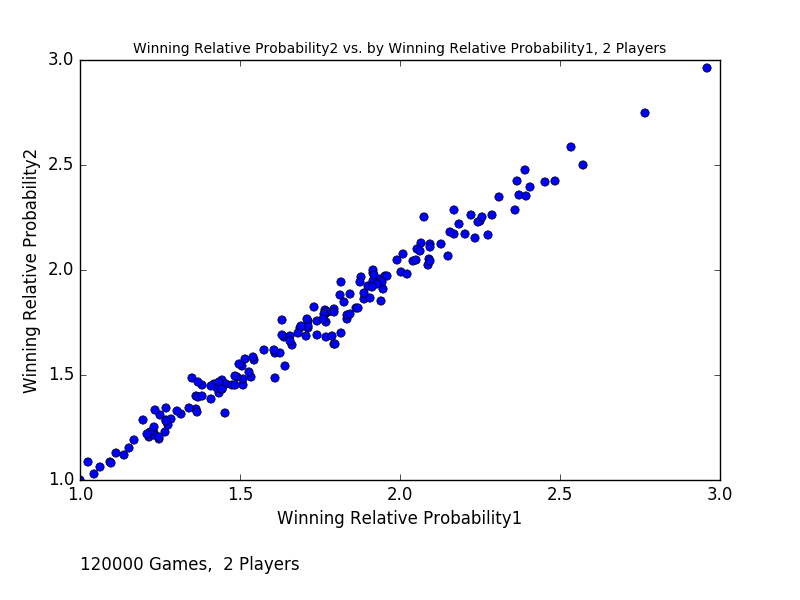 Winning Relative Probability2 vs. by Winning Relative Probability1, 2 Players
3.0
2.5
2.0
1.5
1.0
Winning Relative Probability2
1.0 1.5 2.0 2.5 3.0
Winning Relative Probability1
120000 Games,  2 Players